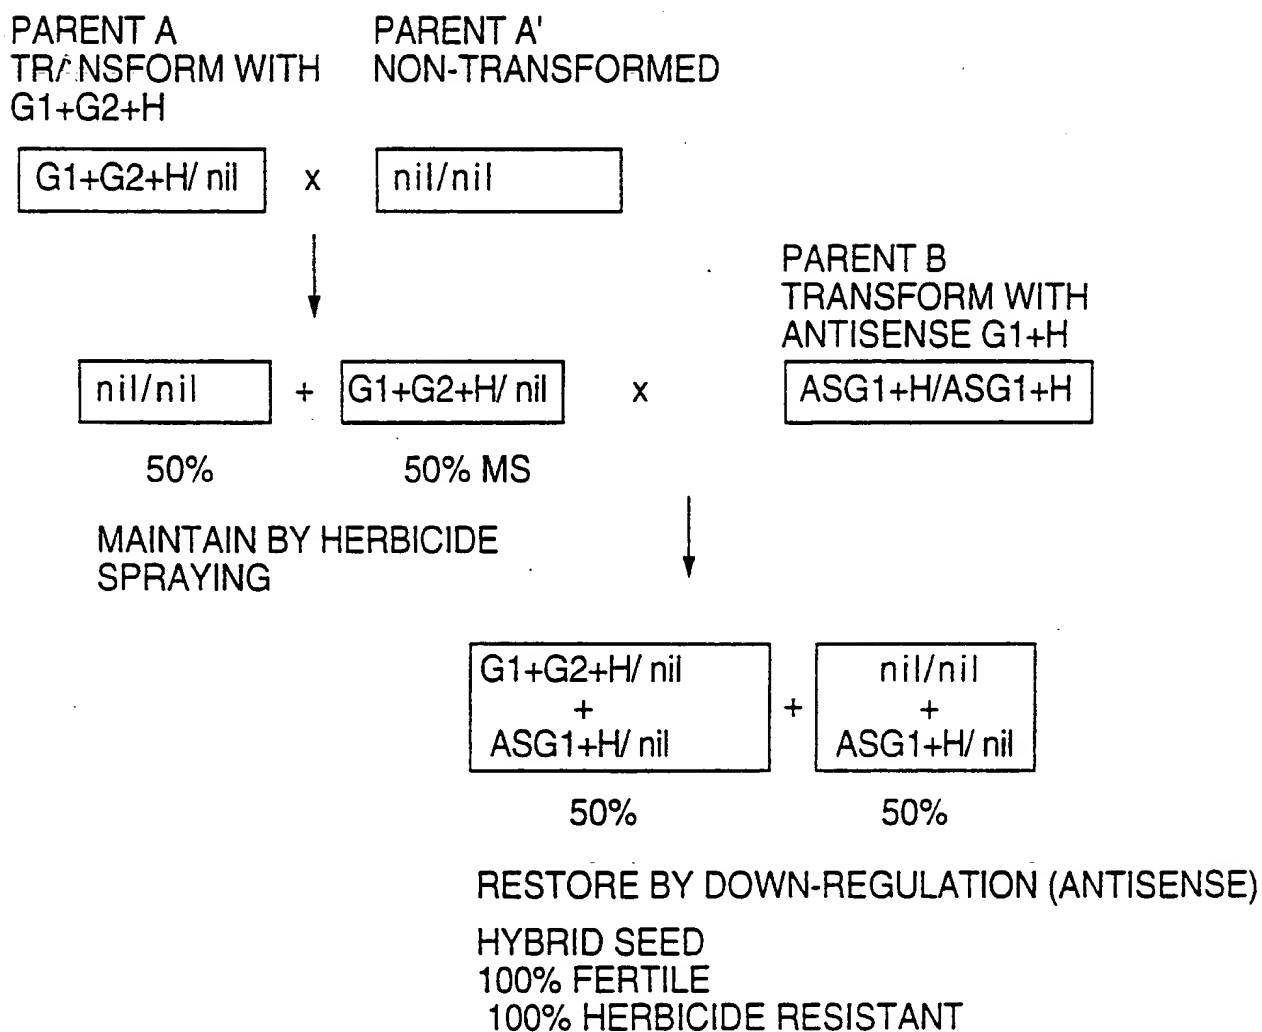 PARENT A
TRANSFORM WITH
G1+G2+H
PARENT A'
NON-TRANSFORMED
G1+G2+H/ nil
x
nil/nil
PARENT B
TRANSFORM WITH
ANTISENSE G1+H
nil/nil
+
G1+G2+H/ nil
x
ASG1+H/ASG1+H
50%
50% MS
MAINTAIN BY HERBICIDE
SPRAYING
G1+G2+H/ nil
+
ASG1+H/ nil
+
nil/nil
+
ASG1+H/ nil
50%
50%
RESTORE BY DOWN-REGULATION (ANTISENSE)
HYBRID SEED
100% FERTILE
100% HERBICIDE RESISTANT